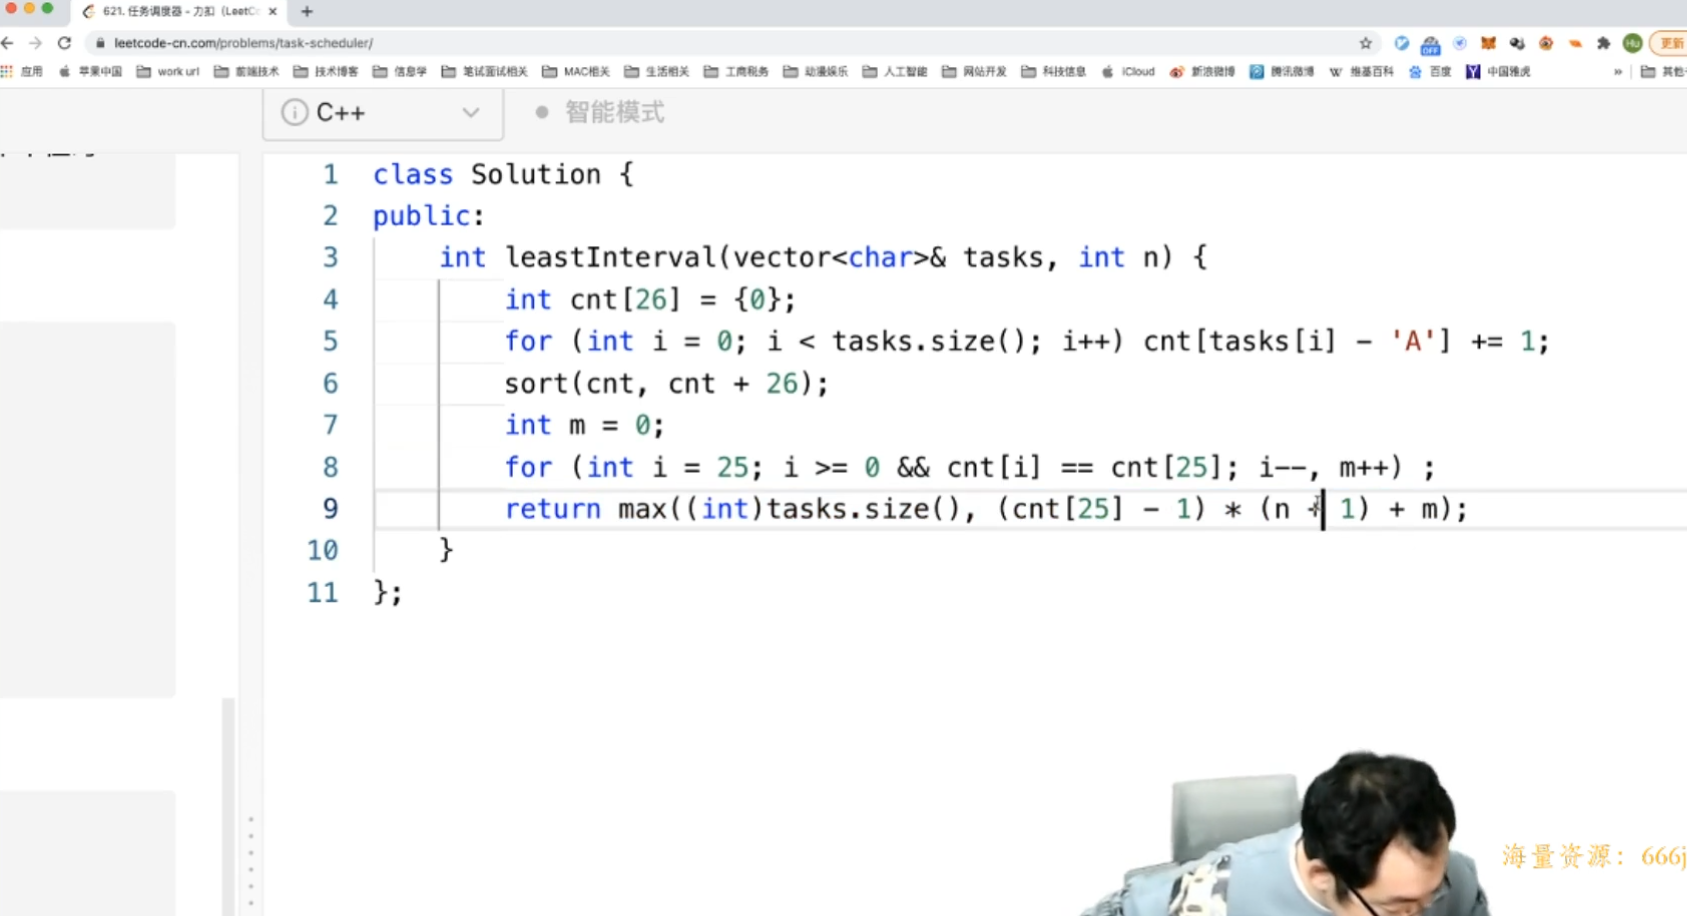 621. 任务调度器 - 力扣 (LeetC
leetcode-cn.com/problems/task-scheduler/
OFF
Hu
更新
应用 苹果中国 work url 前端技术 技术博客 信息学 笔试面试相关 MAC相关 生活相关 工商税务 动漫娱乐 人工智能 网站开发 科技信息 iCloud 新浪微博 腾讯微博 维基百科 百度 中国雅虎 » 其他
C++
智能模式
1 class Solution {
2 public:
3 int leastInterval(vector<char>& tasks, int n) {
4 int cnt[26] = {0};
5 for (int i = 0; i < tasks.size(); i++) cnt[tasks[i] - 'A'] += 1;
6 sort(cnt, cnt + 26);
7 int m = 0;
8 for (int i = 25; i >= 0 && cnt[i] == cnt[25]; i--, m++) ;
9 return max((int)tasks.size(), (cnt[25] - 1) * (n + 1) + m);
10 }
11 };
海量资源：666j